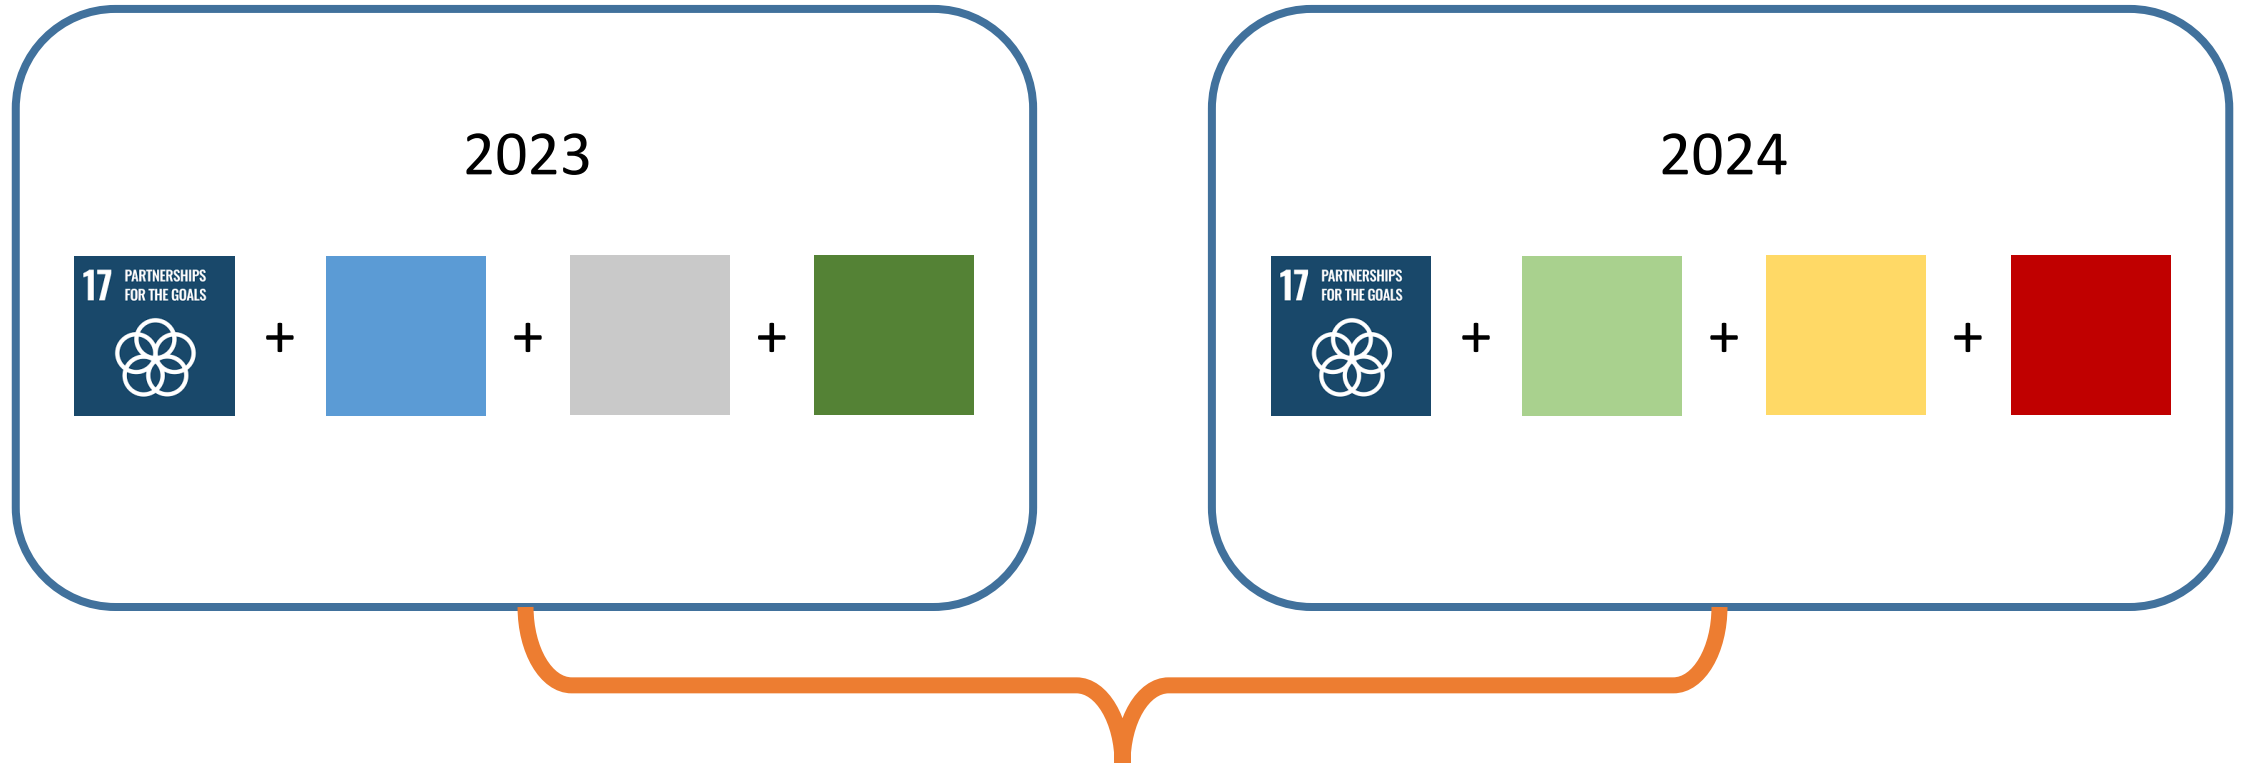 2023
17 PARTNERSHIPS
FOR THE GOALS
+
+
+
2024
17 PARTNERSHIPS
FOR THE GOALS
+
+
+